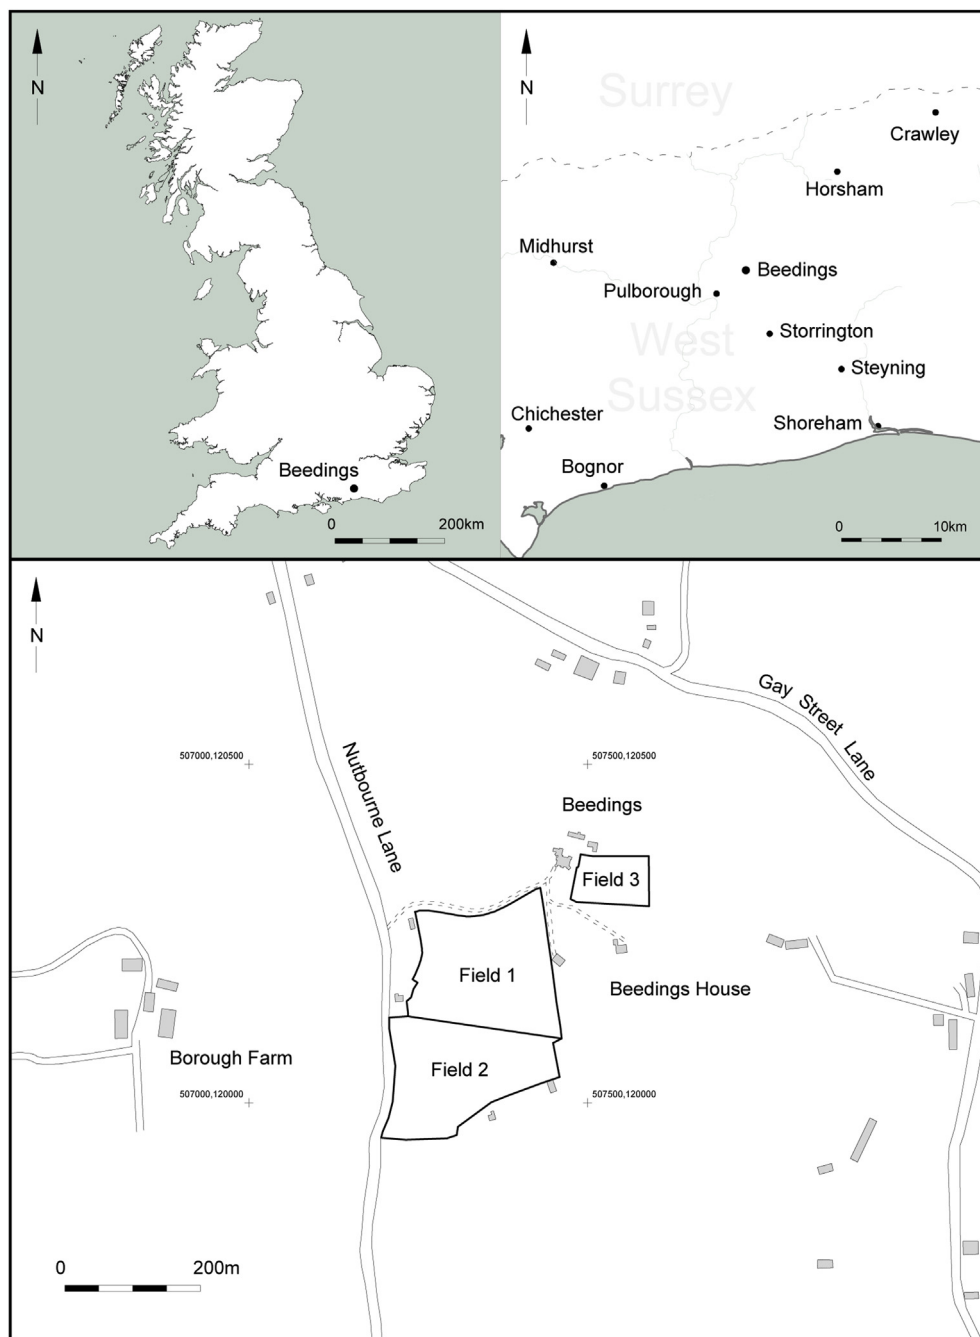 N
Beedings
0 200km
N
Surrey
Crawley
Horsham
Midhurst
Beedings
Pulborough
West
Sussex
Storrington
Steyning
Chichester
Shoreham
Bognor
0 10km
N
Gay Street Lane
507000,120500
507500,120500
Nutbourne Lane
Beedings
Field 3
Field 1
Beedings House
Borough Farm
Field 2
507000,120000
507500,120000
0 200m